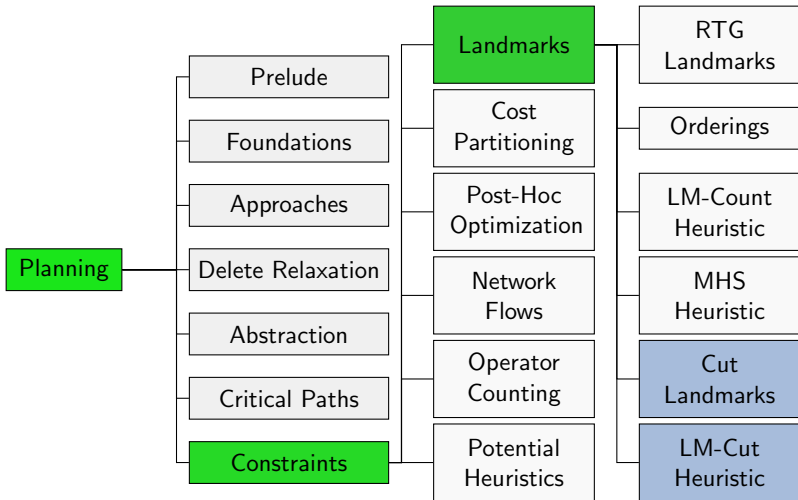 Planning
Prelude
Foundations
Approaches
Delete Relaxation
Abstraction
Critical Paths
Constraints
Landmarks
Cost
Partitioning
Post-Hoc
Optimization
Network
Flows
Operator
Counting
Potential
Heuristics
RTG
Landmarks
Orderings
LM-Count
Heuristic
MHS
Heuristic
Cut
Landmarks
LM-Cut
Heuristic